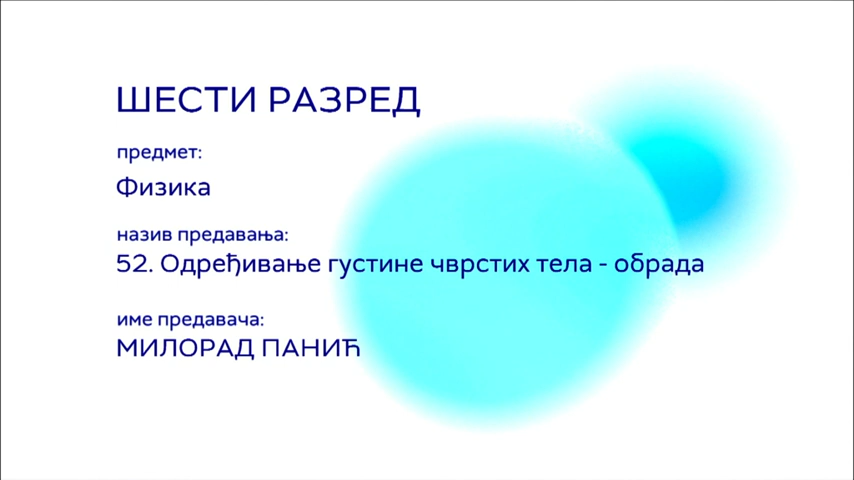 ШЕСТИ РАЗРЕД
предмет:
Физика
назив предавања:
52. Одређивање густине чврстих тела - обрада
име предавача:
МИЛОРАД ПАНИЋ